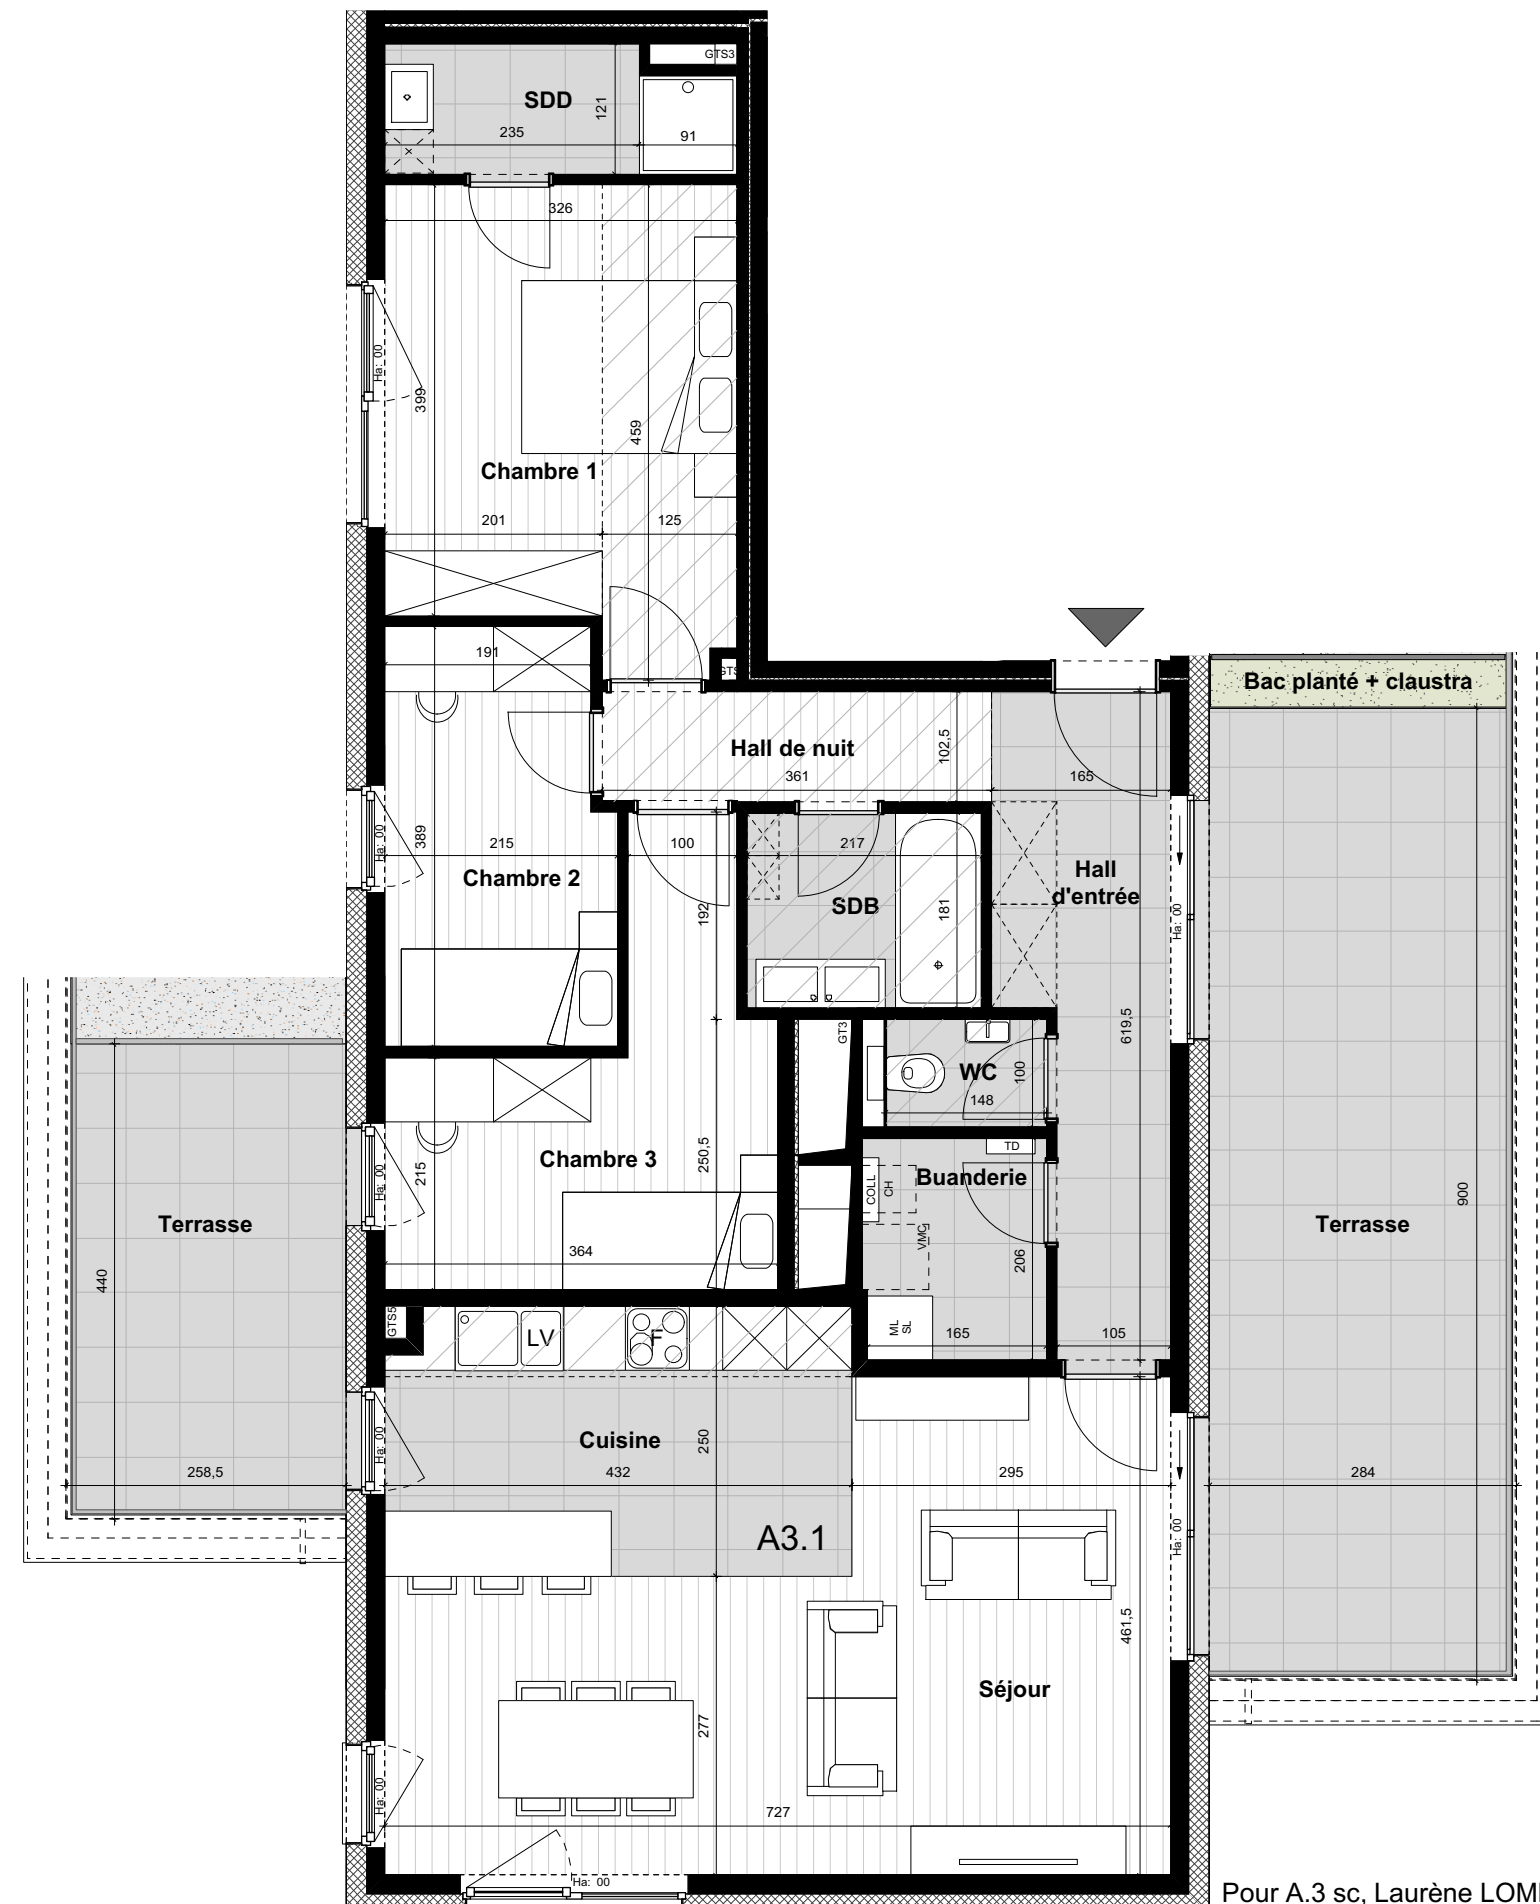 GTS3
SDD
121
235
91
326
Ha: 00
399
459
Chambre 1
201
125
191
GTS
Bac planté + claustra
Hall de nuit
102,5
361
165
Ha: 00
389
215
100
217
Chambre 2
Hall
d'entrée
192
SDB
181
Ha: 00
619,5
GT3
WC
100
148
TD
Chambre 3
250,5
Buanderie
Ha: 00
215
COLL
CH
VMC
900
Terrasse
Terrasse
364
206
440
GTS5
LV
F
ML
SL
165
105
Cuisine
250
Ha: 00
258,5
432
295
284
A3.1
Ha: 00
461,5
Séjour
277
Ha: 00
727
Ha: 00
Pour A.3 sc, Laurène LOM